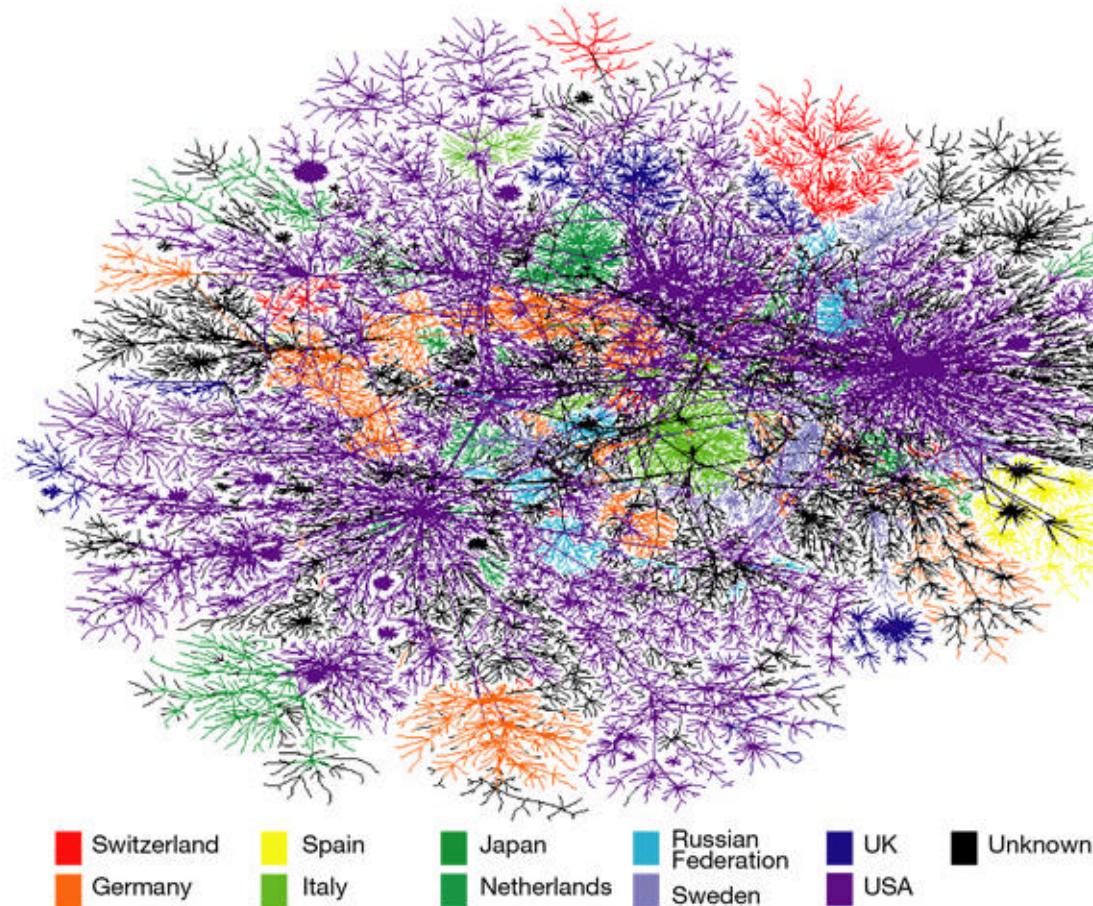 Switzerland
Spain
Japan
Russian
Federation
UK
Unknown
Germany
Italy
Netherlands
Sweden
USA